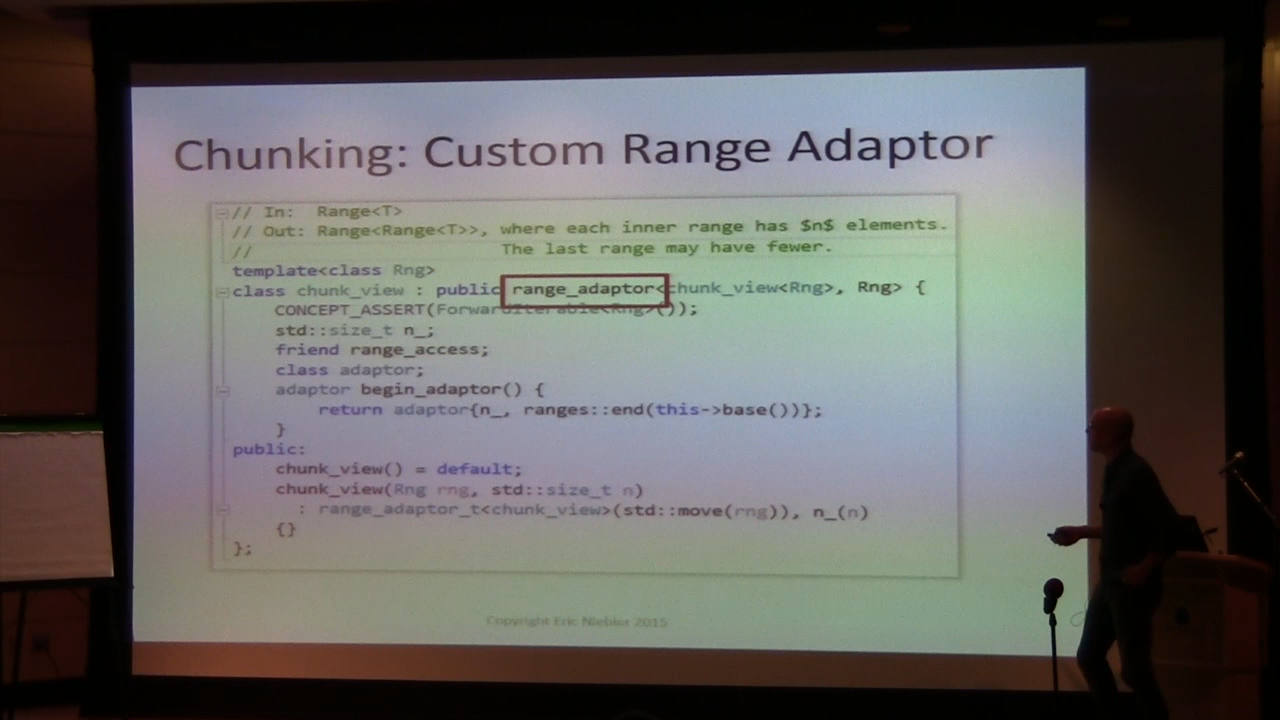 Chunking: Custom Range Adaptor
// In:  Range<T>
// Out: Range<Range<T>>, where each inner range has $n$ elements.
//                       The last range may have fewer.
template<class Rng>
class chunk_view : public range_adaptor<chunk_view<Rng>, Rng> {
    CONCEPT_ASSERT(ForwardIterable<Rng>());
    std::size_t n_;
    friend range_access;
    class adaptor;
    adaptor begin_adaptor() {
        return adaptor{n_, ranges::end(this->base())};
    }
public:
    chunk_view() = default;
    chunk_view(Rng rng, std::size_t n)
      : range_adaptor_t<chunk_view>(std::move(rng)), n_(n)
    {}
};
Copyright Eric Niebler 2015